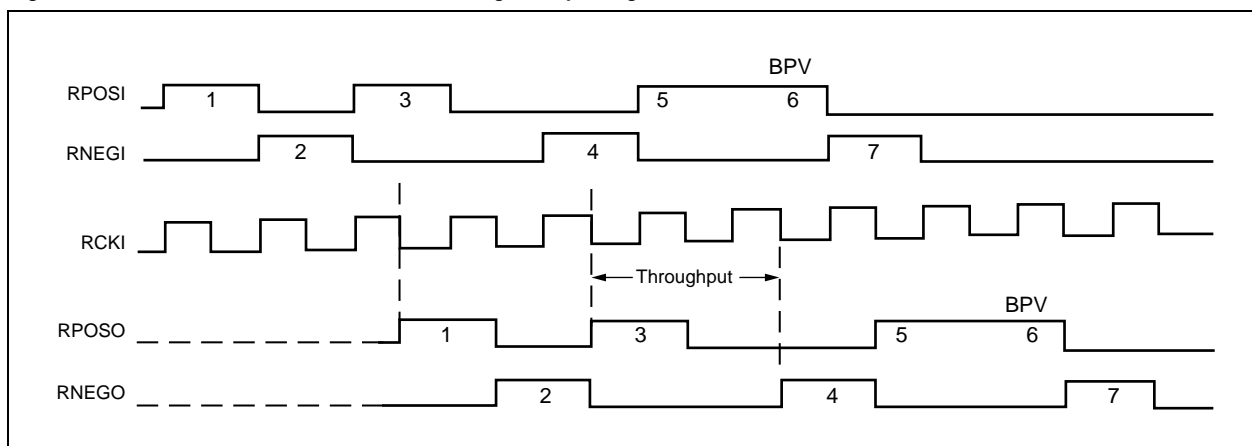 BPV
RPOSI 1 3 5 6
RNEGI 2 4 7
RCKI
Throughput
BPV
RPOSO 1 3 5 6
RNEGO 2 4 7